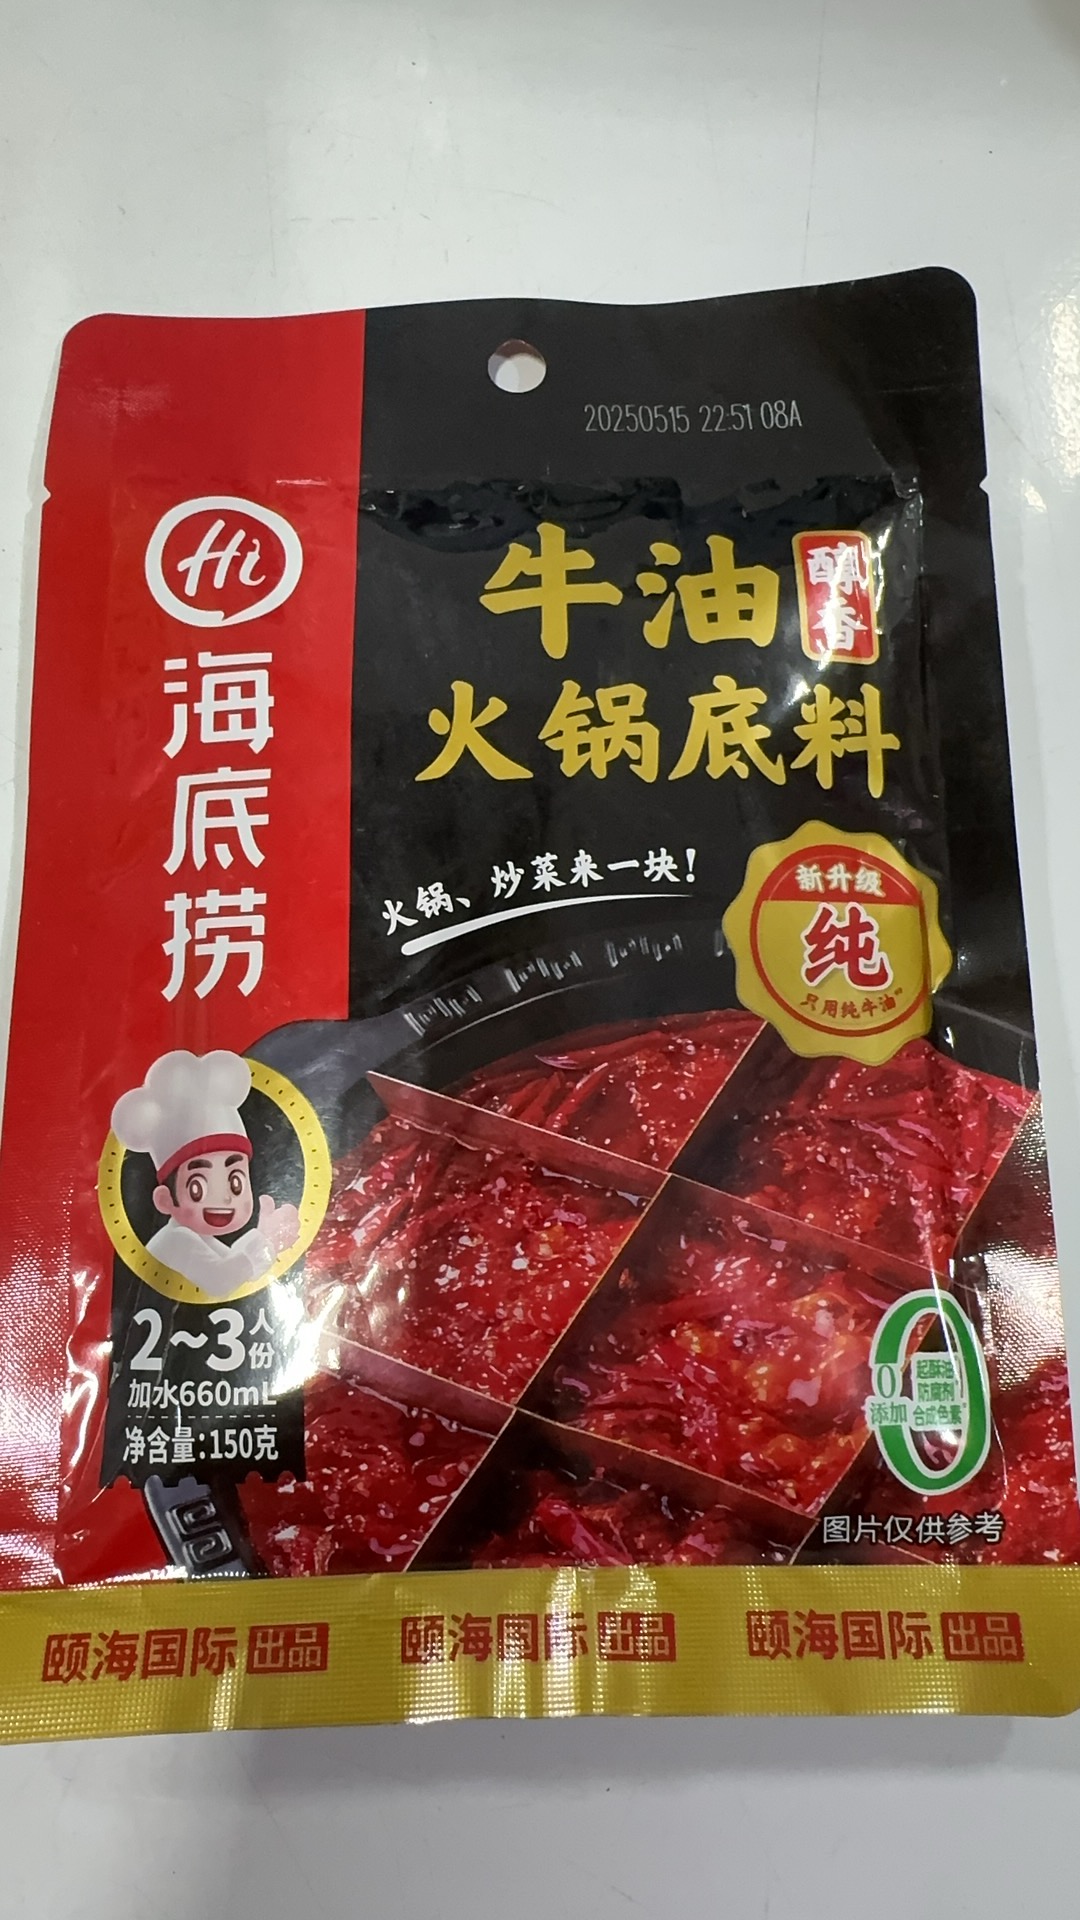 20250515 22:51 08A
Hi
海底捞
牛油
醇香
火锅底料
火锅、炒菜来一块!
新升级
纯
只用纯牛油
2~3人份
加水660mL
净含量:150克
0
添加
起酥油
防腐剂
合成色素
图片仅供参考
颐海国际 出品 颐海国际 出品 颐海国际 出品